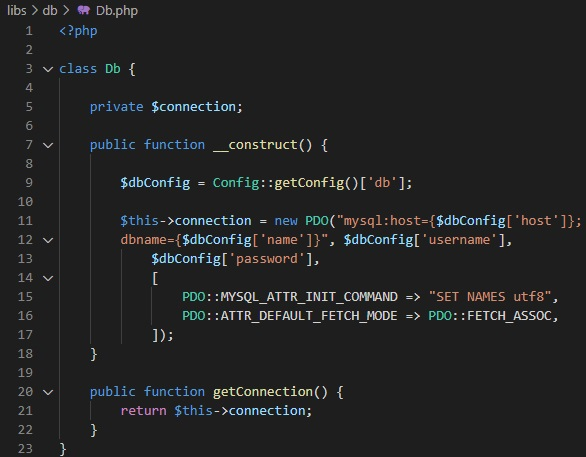 libs > db > Db.php
1 <?php
2
3 class Db {
4
5     private $connection;
6
7     public function __construct() {
8
9         $dbConfig = Config::getConfig()['db'];
10
11         $this->connection = new PDO("mysql:host={$dbConfig['host']};
12         dbname={$dbConfig['name']}", $dbConfig['username'],
13             $dbConfig['password'],
14             [
15                 PDO::MYSQL_ATTR_INIT_COMMAND => "SET NAMES utf8",
16                 PDO::ATTR_DEFAULT_FETCH_MODE => PDO::FETCH_ASSOC,
17             ]);
18     }
19
20     public function getConnection() {
21         return $this->connection;
22     }
23 }